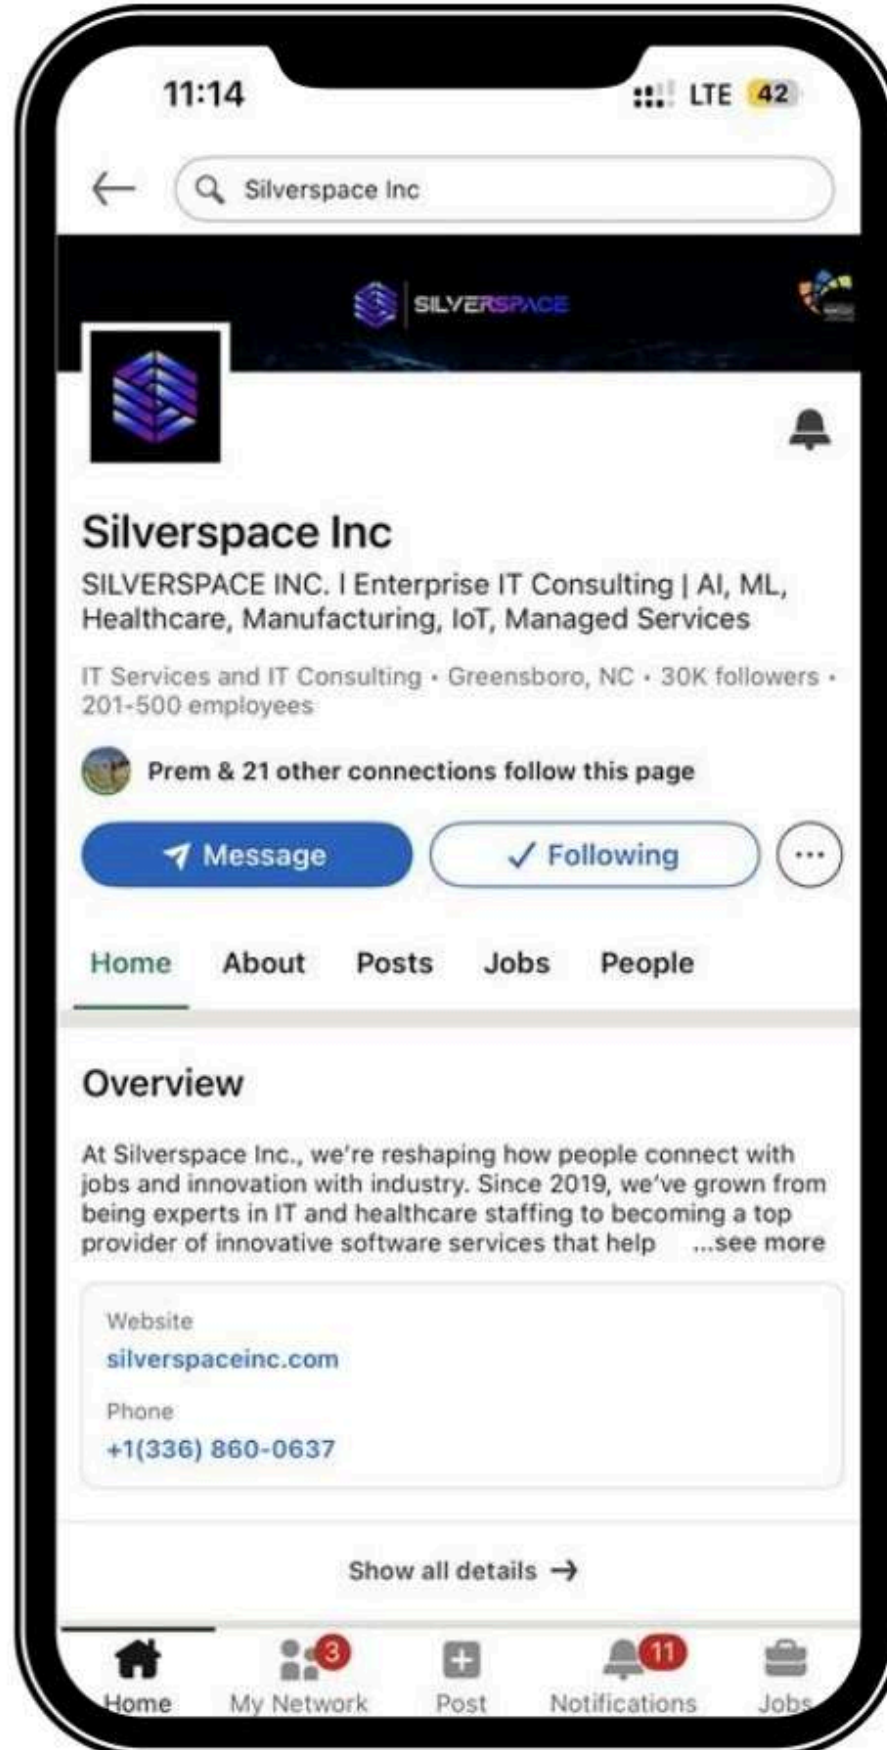 11:14
LTE 42
Silverspace Inc
SILVERSPACE
Silverspace Inc
SILVERSPACE INC. I Enterprise IT Consulting | AI, ML,
Healthcare, Manufacturing, IoT, Managed Services
IT Services and IT Consulting • Greensboro, NC • 30K followers •
201-500 employees
Prem & 21 other connections follow this page
Message
Following
Home
About
Posts
Jobs
People
Overview
At Silverspace Inc., we're reshaping how people connect with
jobs and innovation with industry. Since 2019, we've grown from
being experts in IT and healthcare staffing to becoming a top
provider of innovative software services that help ...see more
Website
silverspaceinc.com
Phone
+1(336) 860-0637
Show all details →
3
11
Home
My Network
Post
Notifications
Jobs